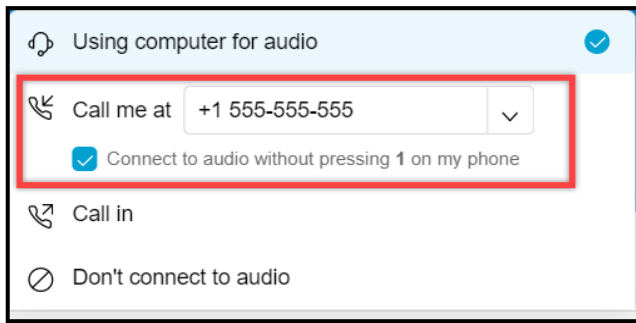 Using computer for audio
Call me at +1 555-555-555
Connect to audio without pressing 1 on my phone
Call in
Don't connect to audio